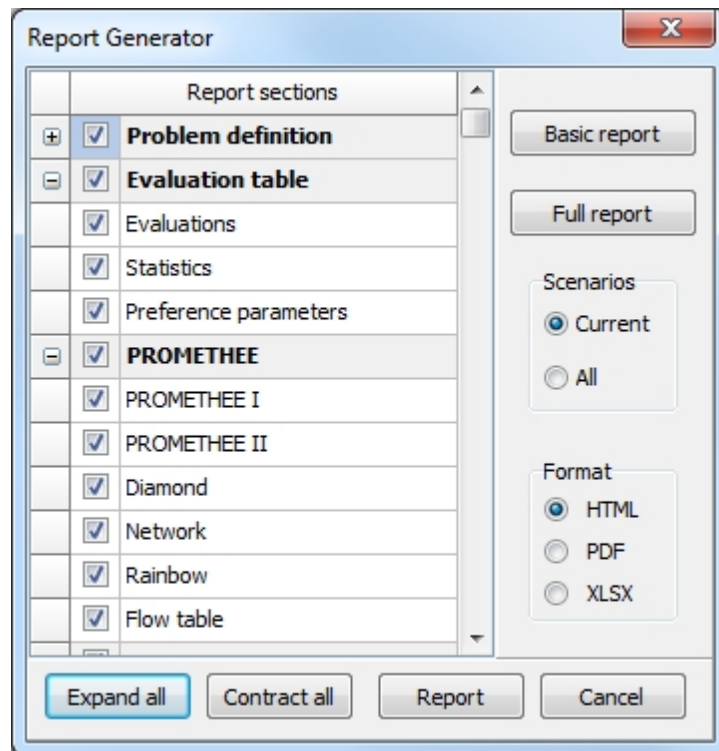 Report Generator
Report sections
Problem definition
Evaluation table
Evaluations
Statistics
Preference parameters
PROMETHEE
PROMETHEE I
PROMETHEE II
Diamond
Network
Rainbow
Flow table
Basic report
Full report
Scenarios
Current
All
Format
HTML
PDF
XLSX
Expand all
Contract all
Report
Cancel